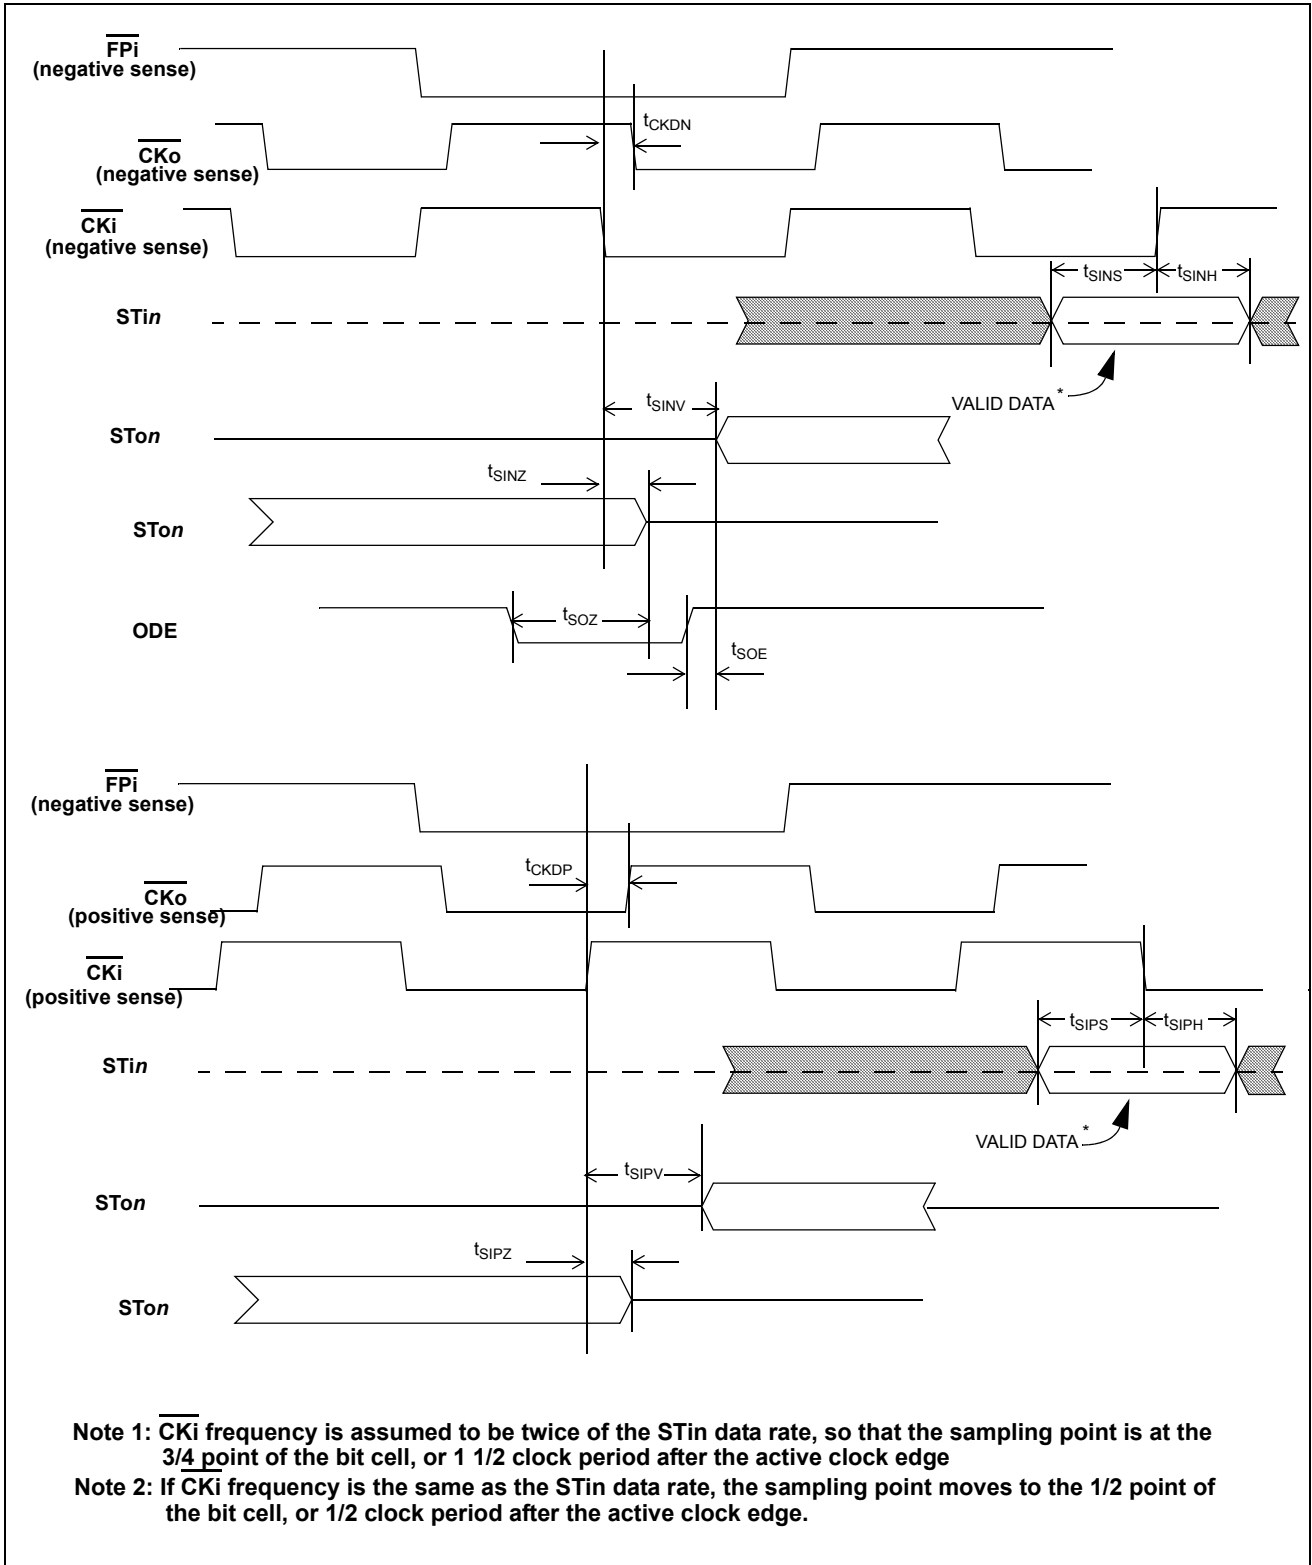 FPi
(negative sense)
tCKDN
CKo
(negative sense)
CKi
(negative sense)
tSINS
tSINH
STin
VALID DATA *
tSINV
STon
tSINZ
STon
tSOZ
ODE
tSOE
FPi
(negative sense)
tCKDP
CKo
(positive sense)
CKi
(positive sense)
tSIPS
tSIPH
STin
VALID DATA *
tSIPV
STon
tSIPZ
STon
Note 1: CKi frequency is assumed to be twice of the STin data rate, so that the sampling point is at the
3/4 point of the bit cell, or 1 1/2 clock period after the active clock edge
Note 2: If CKi frequency is the same as the STin data rate, the sampling point moves to the 1/2 point of
the bit cell, or 1/2 clock period after the active clock edge.